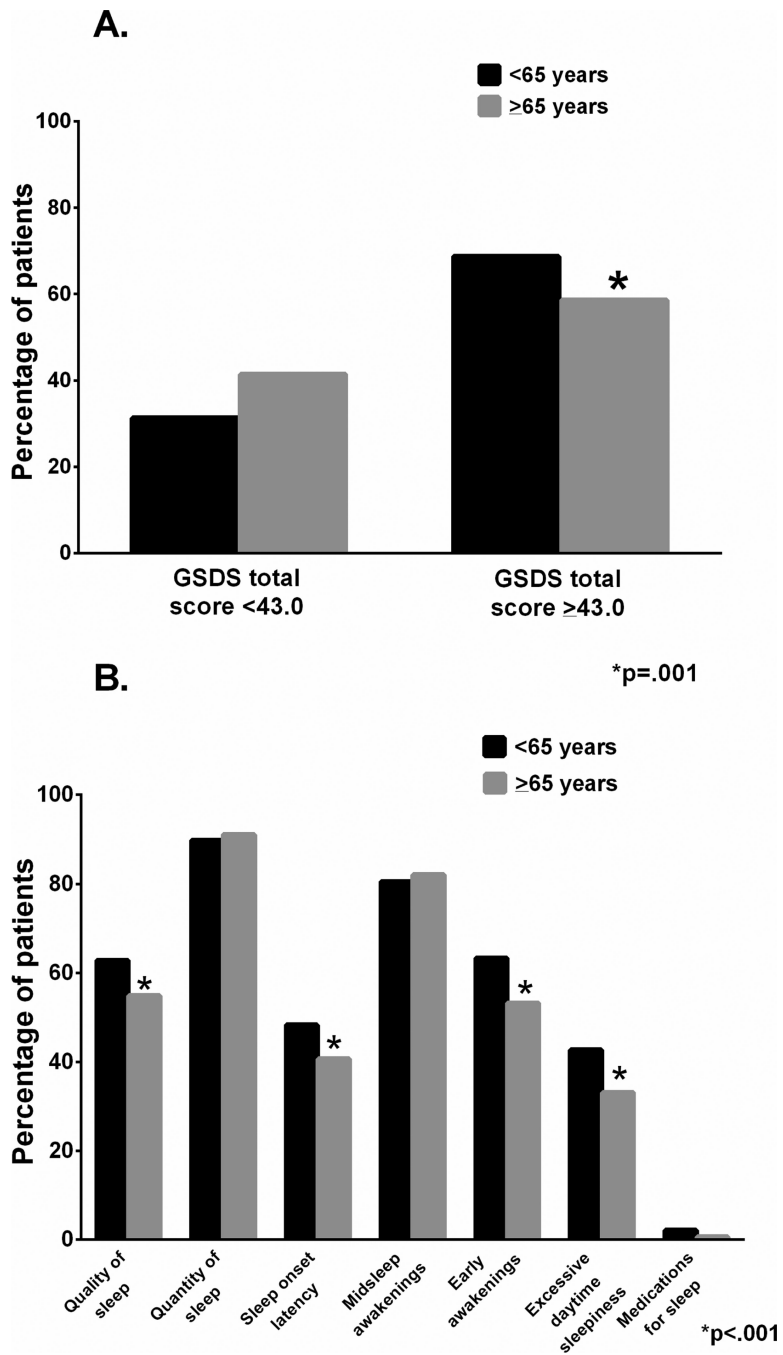 A.
<65 years
≥65 years
Percentage of patients
100
80
60
40
20
0
*
GSDS total
score <43.0
GSDS total
score ≥43.0
*p=.001
B.
<65 years
≥65 years
Percentage of patients
100
80
60
40
20
0
*
*
*
*
Quality of
sleep
Quantity of
sleep
Sleep onset
latency
Midsleep
awakenings
Early
awakenings
Excessive
daytime
sleepiness
Medications
for sleep
*p<.001